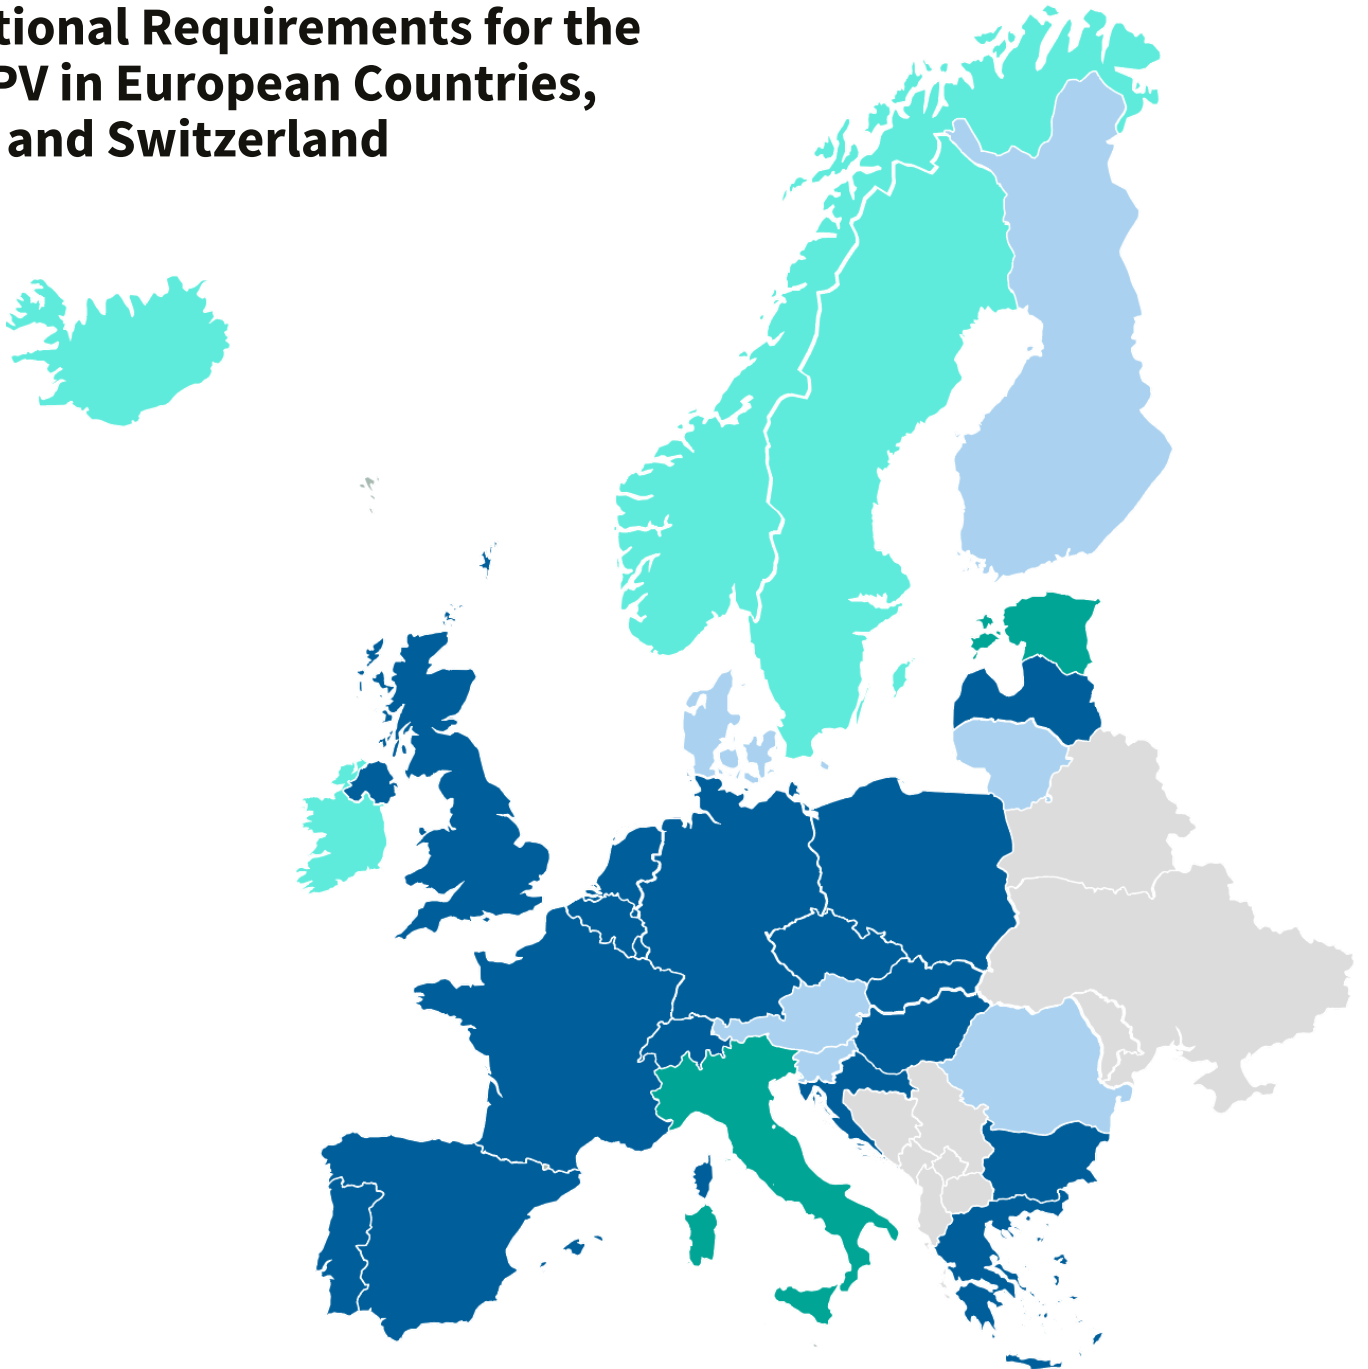 tional Requirements for the
PV in European Countries,
and Switzerland